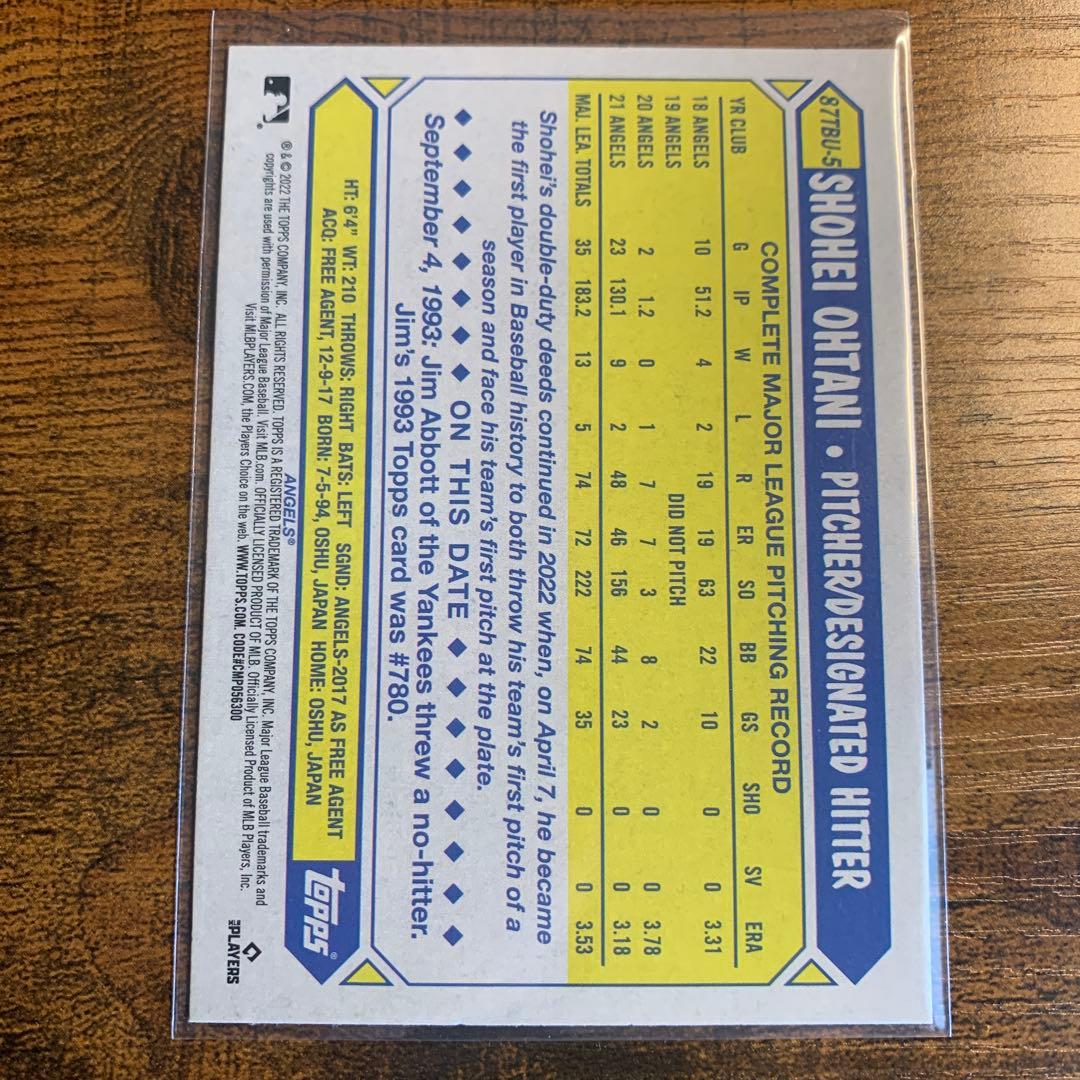 87TBU-5 SHOHEI OHTANI • PITCHER/DESIGNATED HITTER
COMPLETE MAJOR LEAGUE PITCHING RECORD
YR CLUB G IP W L R ER SO BB GS SHO SV ERA
18 ANGELS 10 51.2 4 2 19 19 63 22 10 0 0 3.31
19 ANGELS DID NOT PITCH
20 ANGELS 2 1.2 0 1 7 7 3 8 2 0 0 3.78
21 ANGELS 23 130.1 9 2 48 46 156 44 23 0 0 3.18
MAJ. LEA. TOTALS 35 183.2 13 5 74 72 222 74 35 0 0 3.53
Shohei's double-duty deeds continued in 2022 when, on April 7, he became
the first player in Baseball history to both throw his team's first pitch of a
season and face his team's first pitch at the plate.
ON THIS DATE
September 4, 1993: Jim Abbott of the Yankees threw a no-hitter.
Jim's 1993 Topps card was #780.
HT: 6'4" WT: 210 THROWS: RIGHT BATS: LEFT SGND: ANGELS-2017 AS FREE AGENT
ACQ: FREE AGENT, 12-9-17 BORN: 7-5-94, OSHU, JAPAN HOME: OSHU, JAPAN
topps®
ANGELS®
® & © 2022 THE TOPPS COMPANY, INC. ALL RIGHTS RESERVED. TOPPS IS A REGISTERED TRADEMARK OF THE TOPPS COMPANY, INC. Major League Baseball trademarks and
copyrights are used with permission of Major League Baseball. Visit MLB.com. OFFICIALLY LICENSED PRODUCT OF MLB. Officially Licensed Product of MLB Players, Inc.
Visit MLBPLAYERS.COM, the Players Choice on the web. WWW.TOPPS.COM. CODE#CMP056300
MLB PLAYERS